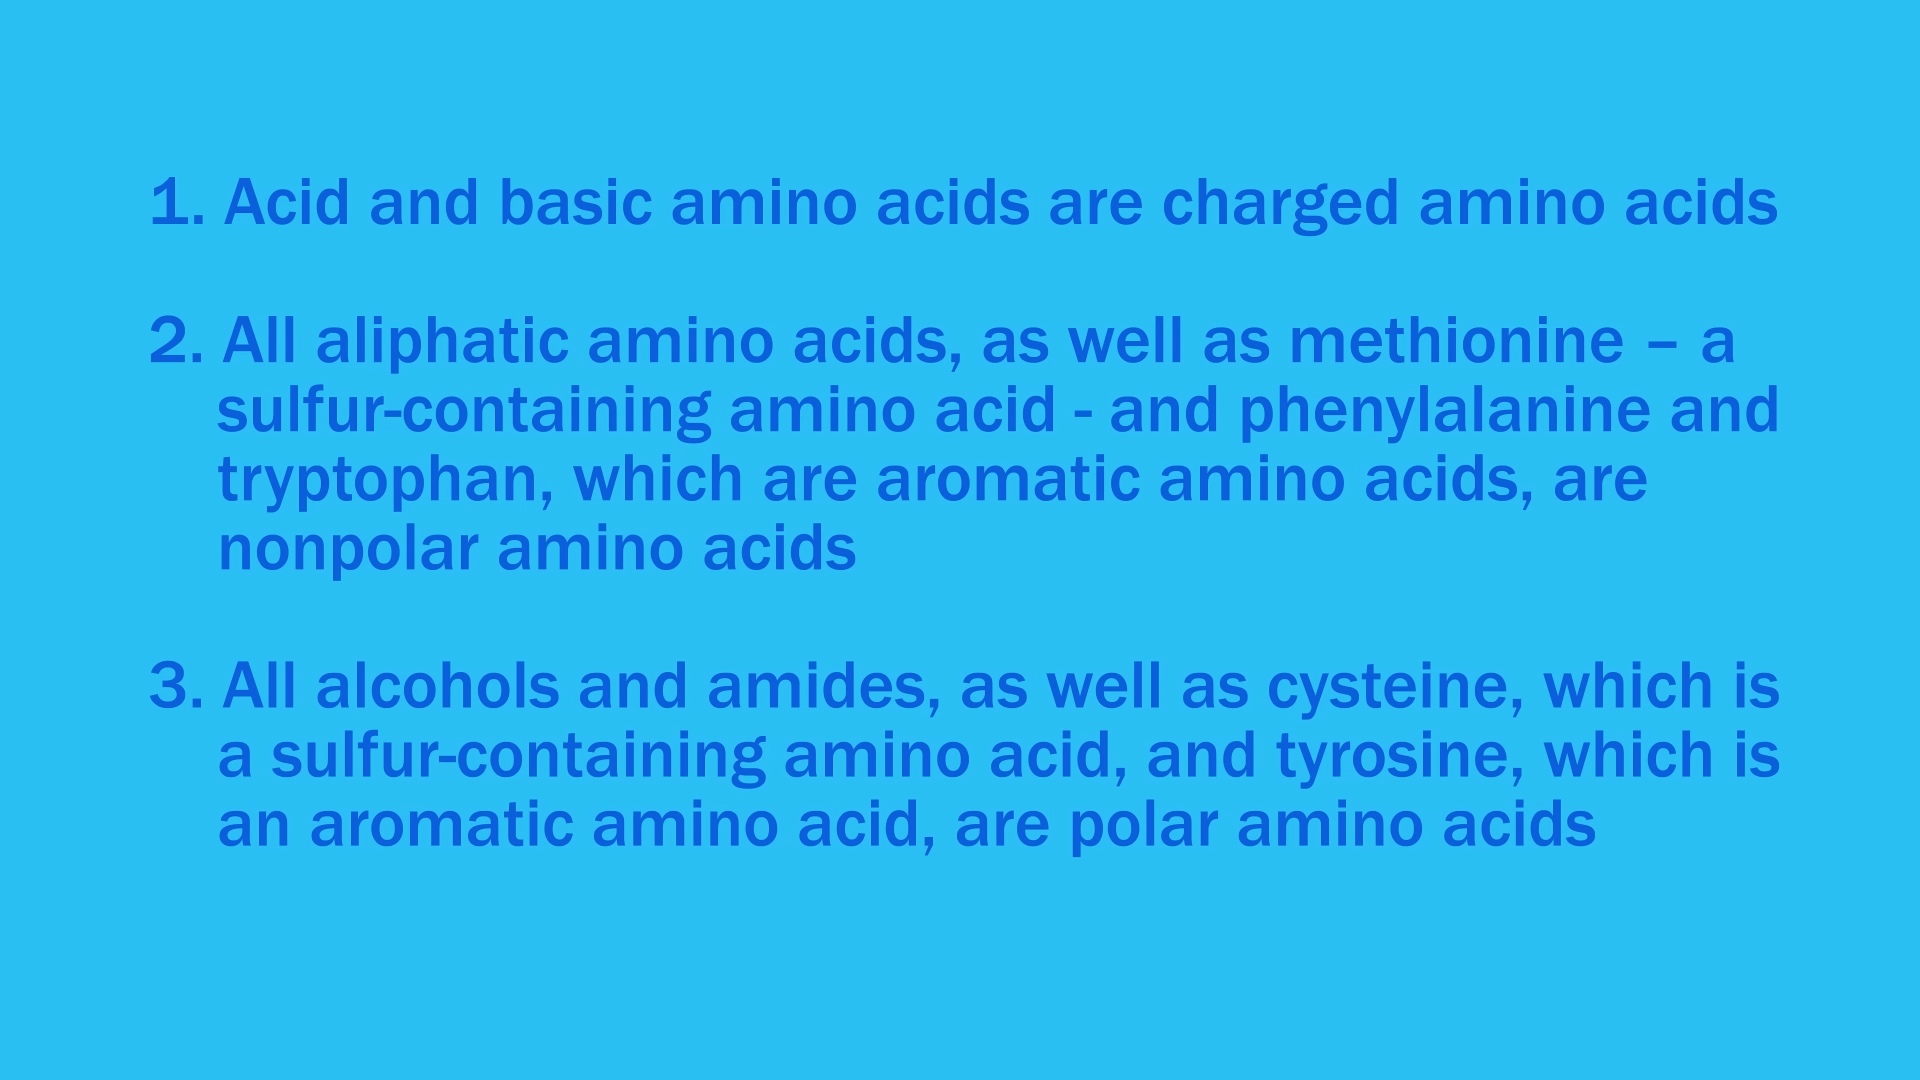 1. Acid and basic amino acids are charged amino acids
2. All aliphatic amino acids, as well as methionine – a
sulfur-containing amino acid - and phenylalanine and
tryptophan, which are aromatic amino acids, are
nonpolar amino acids
3. All alcohols and amides, as well as cysteine, which is
a sulfur-containing amino acid, and tyrosine, which is
an aromatic amino acid, are polar amino acids